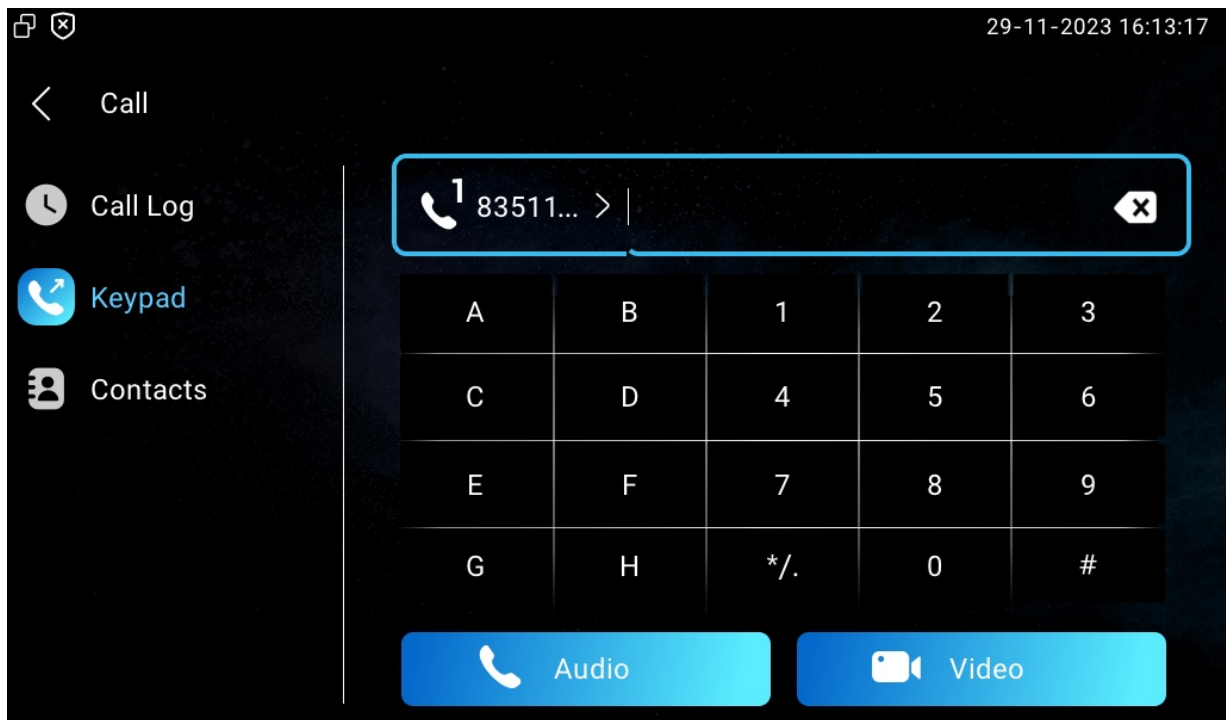 29-11-2023 16:13:17
Call
Call Log
Keypad
Contacts
1 83511... >
A B 1 2 3
C D 4 5 6
E F 7 8 9
G H */. 0 #
Audio Video